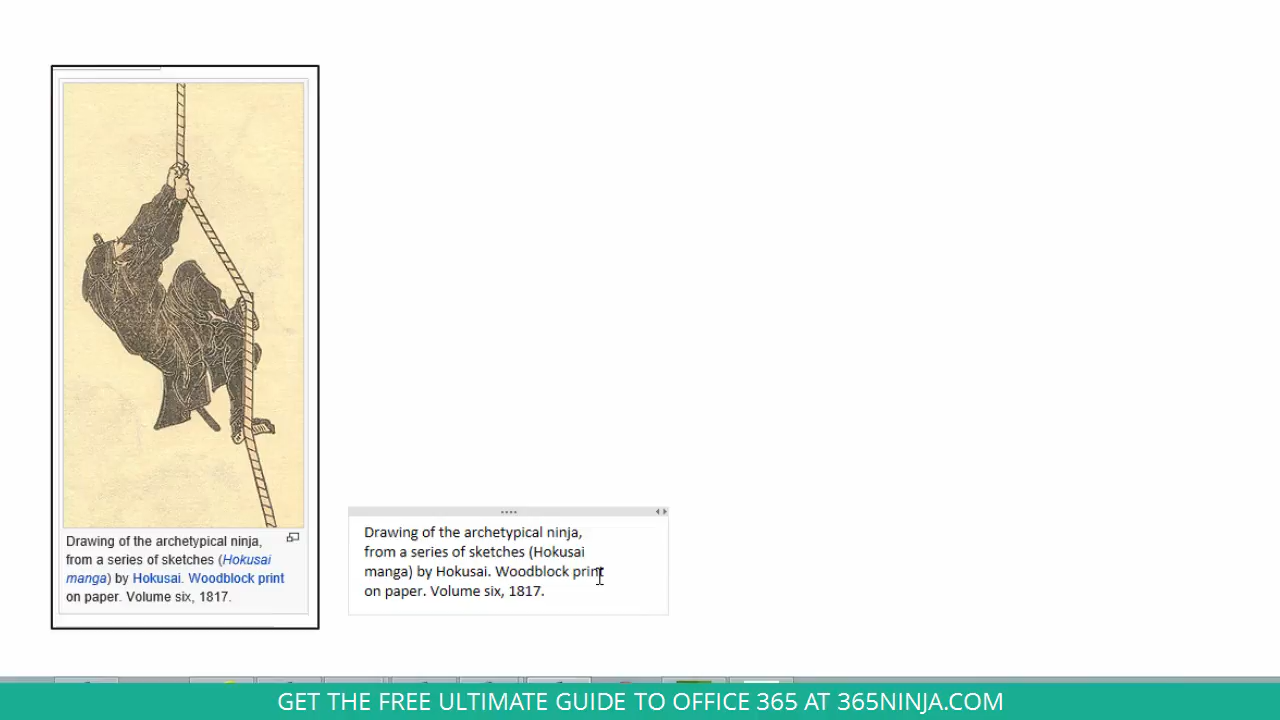 Drawing of the archetypical ninja,
from a series of sketches (Hokusai
manga) by Hokusai. Woodblock print
on paper. Volume six, 1817.
Drawing of the archetypical ninja,
from a series of sketches (Hokusai
manga) by Hokusai. Woodblock print
on paper. Volume six, 1817.
GET THE FREE ULTIMATE GUIDE TO OFFICE 365 AT 365NINJA.COM